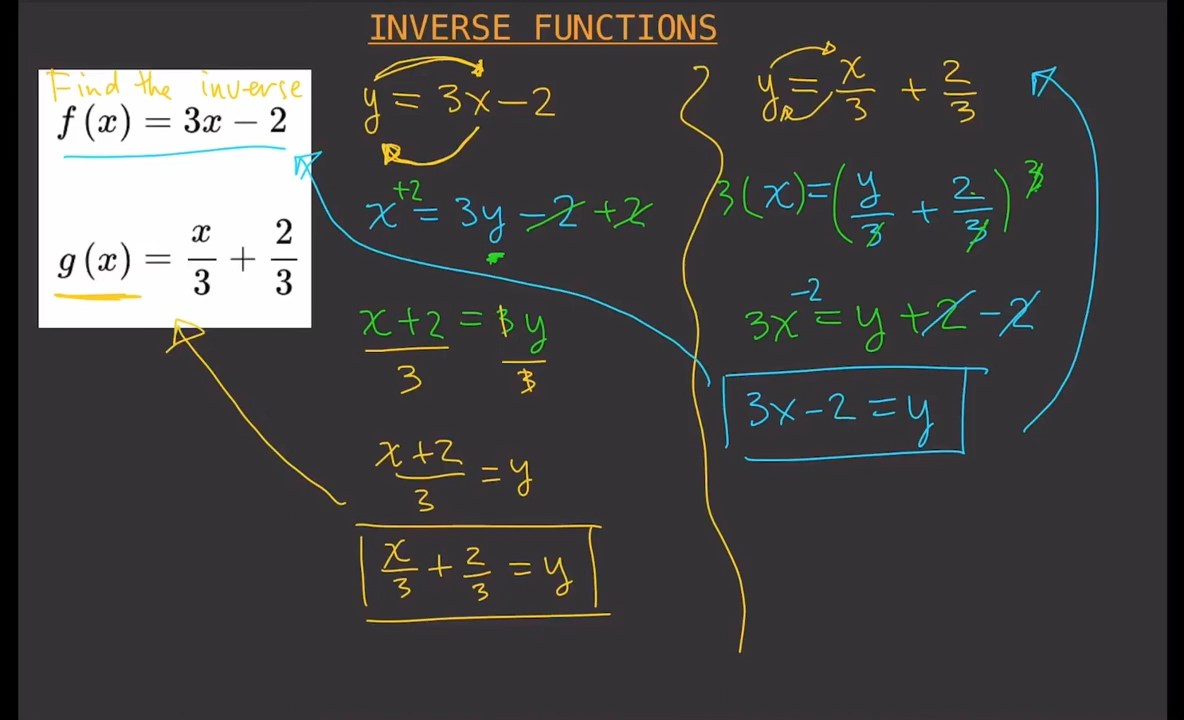 INVERSE FUNCTIONS
Find the inverse
f(x) = 3x − 2
g(x) = x/3 + 2/3
y = 3x − 2
x +2 = 3y − 2 + 2
x + 2 = 3y
3 3
x + 2/3 = y
x/3 + 2/3 = y
y = x/3 + 2/3
3(x) = (y/3 + 2/3) 3
3x −2 = y + 2 − 2
3x − 2 = y